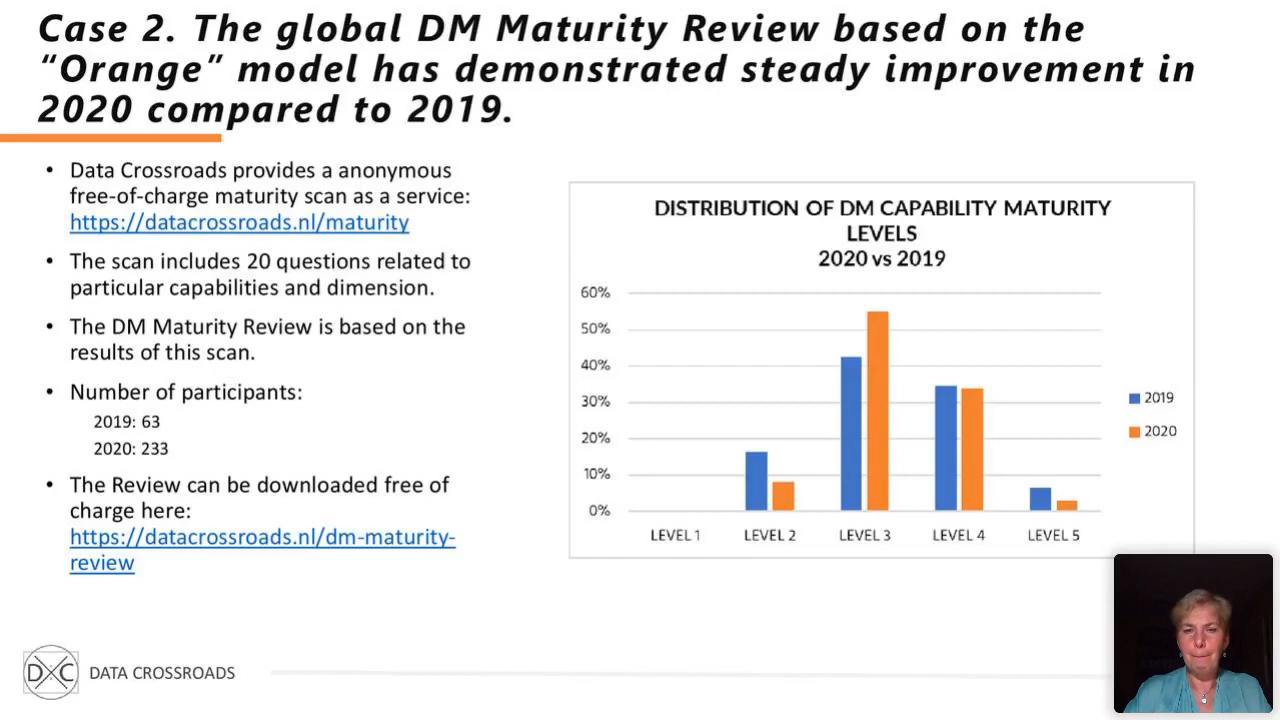 Case 2. The global DM Maturity Review based on the
“Orange” model has demonstrated steady improvement in
2020 compared to 2019.
• Data Crossroads provides a anonymous
free-of-charge maturity scan as a service:
https://datacrossroads.nl/maturity
• The scan includes 20 questions related to
particular capabilities and dimension.
• The DM Maturity Review is based on the
results of this scan.
• Number of participants:
2019: 63
2020: 233
• The Review can be downloaded free of
charge here:
https://datacrossroads.nl/dm-maturity-
review
DISTRIBUTION OF DM CAPABILITY MATURITY
LEVELS
2020 vs 2019
60%
50%
40%
30%
20%
10%
0%
LEVEL 1 LEVEL 2 LEVEL 3 LEVEL 4 LEVEL 5
2019
2020
DXC DATA CROSSROADS